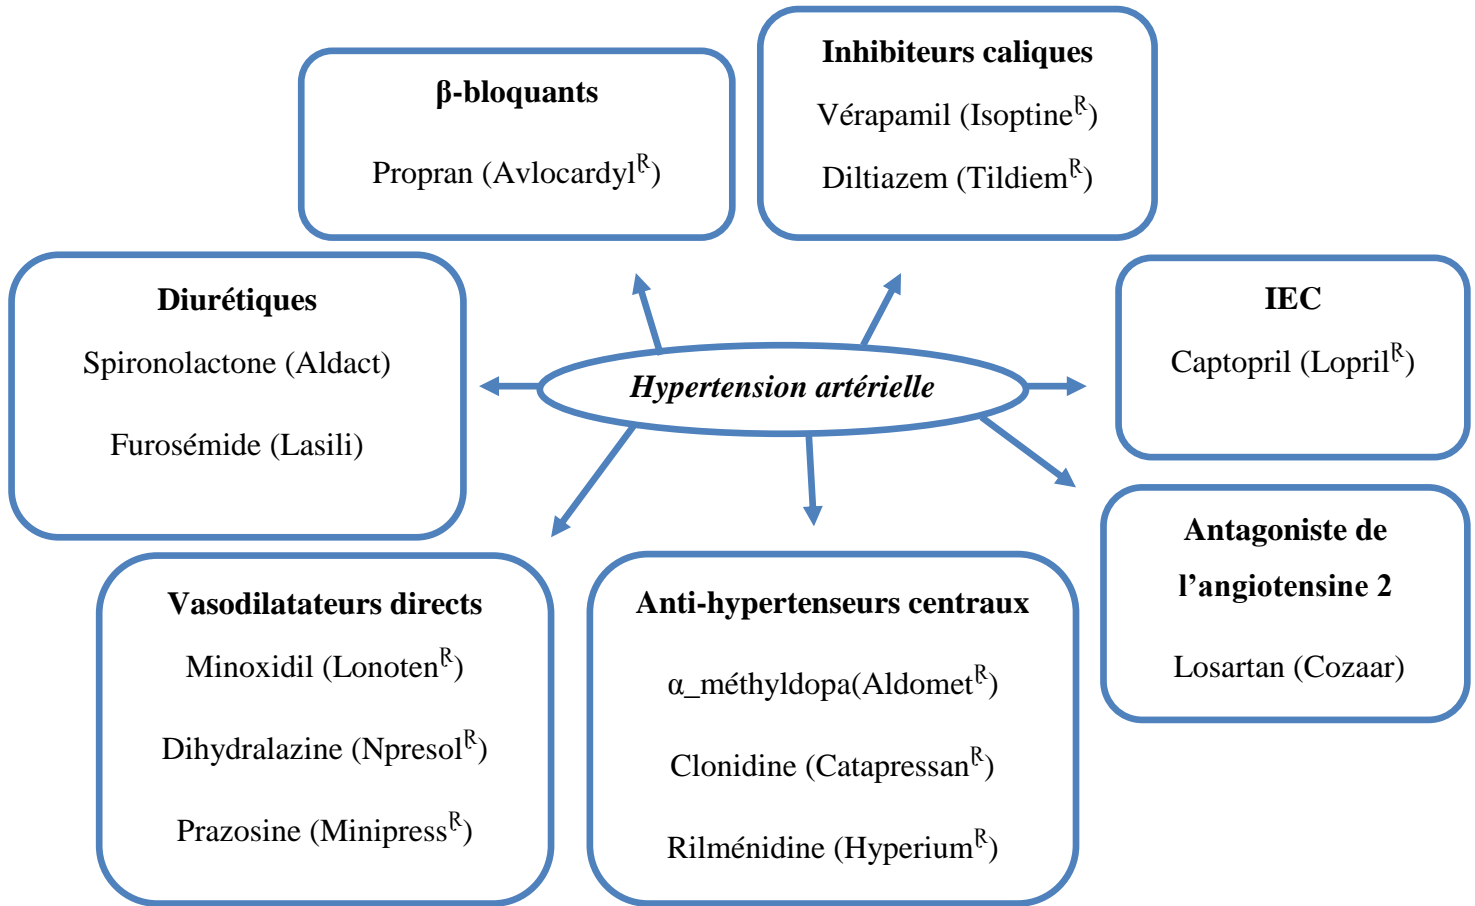 β-bloquants
Propran (Avlocardyl^Ɽ)
Inhibiteurs caliques
Vérapamil (Isoptine^Ɽ)
Diltiazem (Tildiem^Ɽ)
Diurétiques
Spironolactone (Aldact)
Furosémide (Lasili)
Hypertension artérielle
IEC
Captopril (Lopril^Ɽ)
Antagoniste de
l’angiotensine 2
Losartan (Cozaar)
Vasodilatateurs directs
Minoxidil (Lonoten^Ɽ)
Dihydralazine (Npresol^Ɽ)
Prazosine (Minipress^Ɽ)
Anti-hypertenseurs centraux
α_méthyldopa(Aldomet^Ɽ)
Clonidine (Catapressan^Ɽ)
Rilménidine (Hyperium^Ɽ)